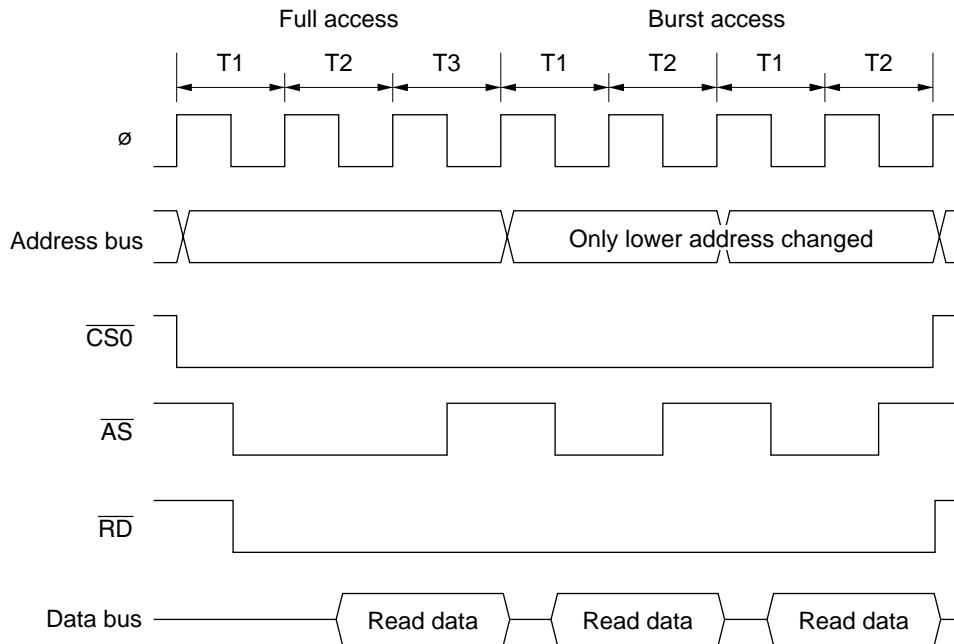 Full access Burst access
T1 T2 T3 T1 T2 T1 T2
ø
Address bus Only lower address changed
CS0
AS
RD
Data bus Read data Read data Read data